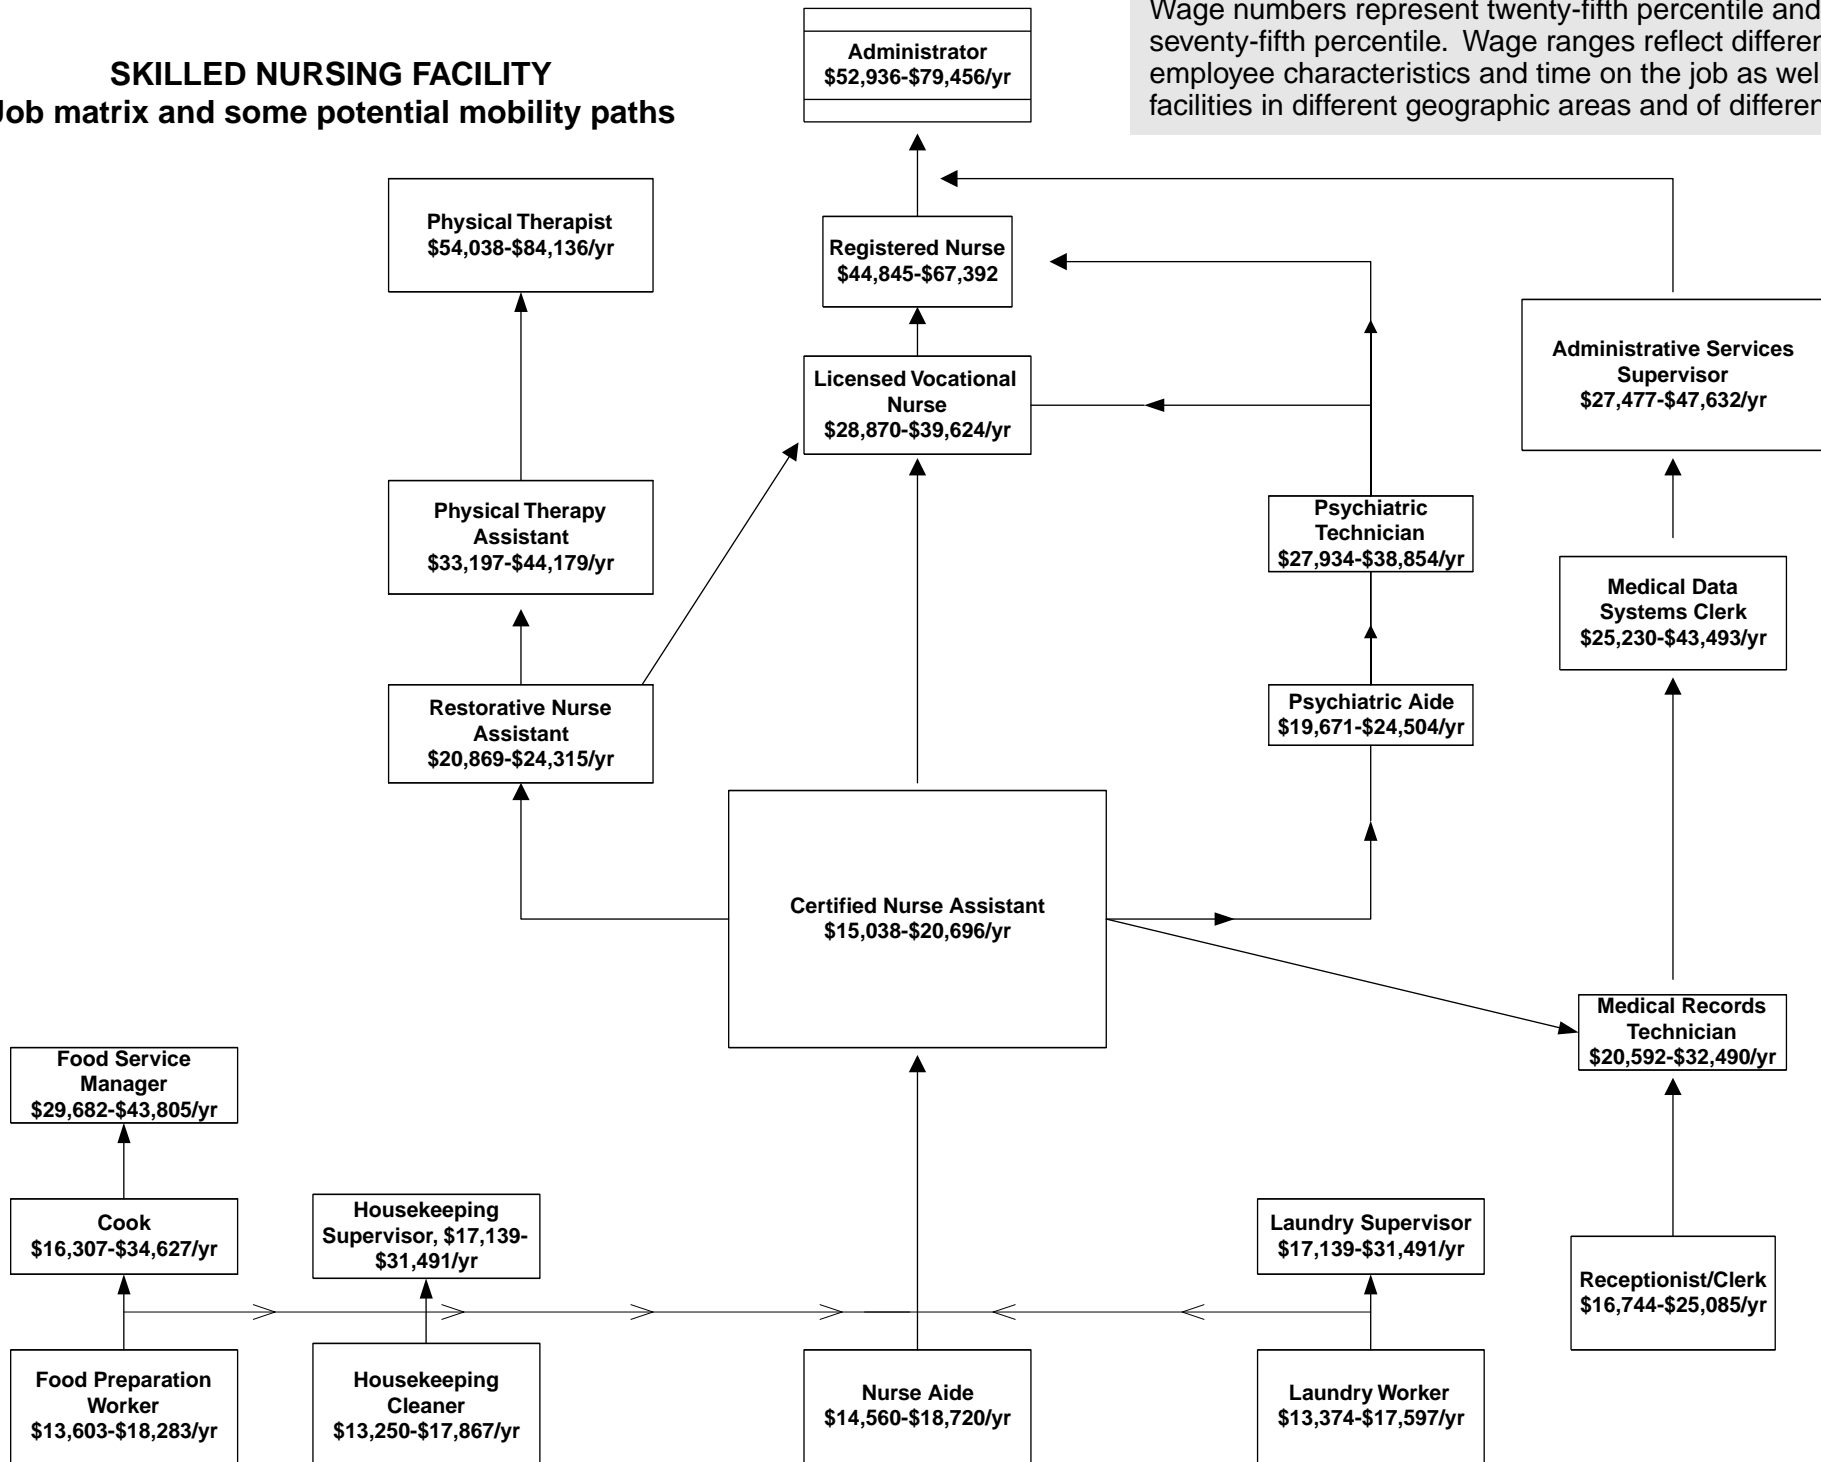 SKILLED NURSING FACILITY
Job matrix and some potential mobility paths
Wage numbers represent twenty-fifth percentile and
seventy-fifth percentile. Wage ranges reflect
employee characteristics and time on the job as
facilities in different geographic areas and of
Administrator
$52,936-$79,456/yr
Physical Therapist
$54,038-$84,136/yr
Registered Nurse
$44,845-$67,392
Administrative Services
Supervisor
$27,477-$47,632/yr
Licensed Vocational
Nurse
$28,870-$39,624/yr
Physical Therapy
Assistant
$33,197-$44,179/yr
Psychiatric
Technician
$27,934-$38,854/yr
Medical Data
Systems Clerk
$25,230-$43,493/yr
Restorative Nurse
Assistant
$20,869-$24,315/yr
Psychiatric Aide
$19,671-$24,504/yr
Certified Nurse Assistant
$15,038-$20,696/yr
Medical Records
Technician
$20,592-$32,490/yr
Food Service
Manager
$29,682-$43,805/yr
Cook
$16,307-$34,627/yr
Housekeeping
Supervisor, $17,139-
$31,491/yr
Laundry Supervisor
$17,139-$31,491/yr
Receptionist/Clerk
$16,744-$25,085/yr
Food Preparation
Worker
$13,603-$18,283/yr
Housekeeping
Cleaner
$13,250-$17,867/yr
Nurse Aide
$14,560-$18,720/yr
Laundry Worker
$13,374-$17,597/yr